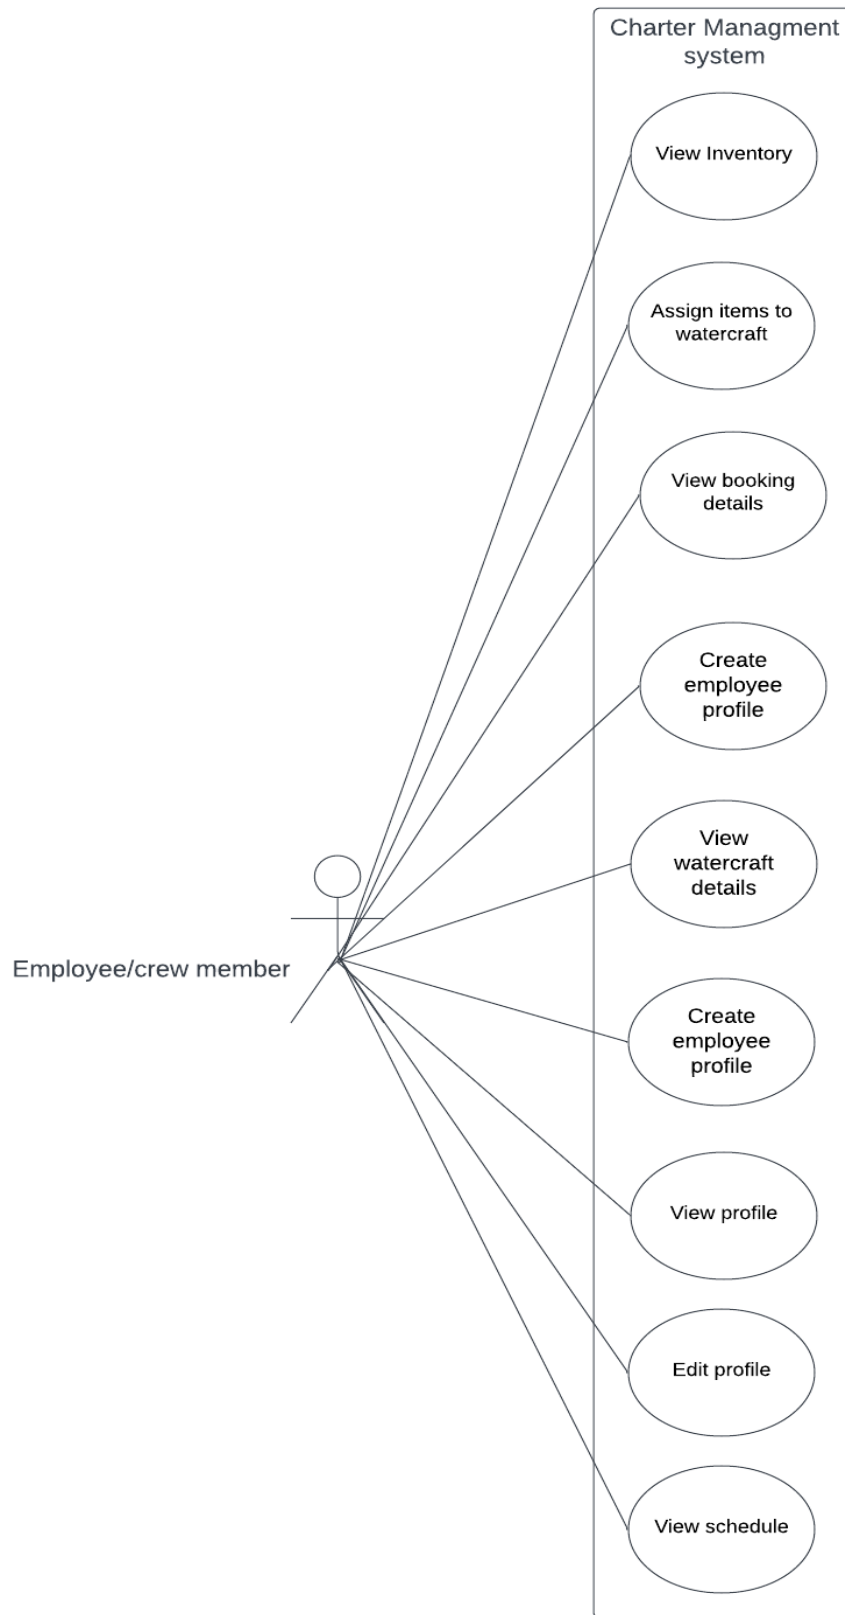 Charter Managment
system
View Inventory
Assign items to
watercraft
View booking
details
Create
employee
profile
View
watercraft
details
Employee/crew member
Create
employee
profile
View profile
Edit profile
View schedule